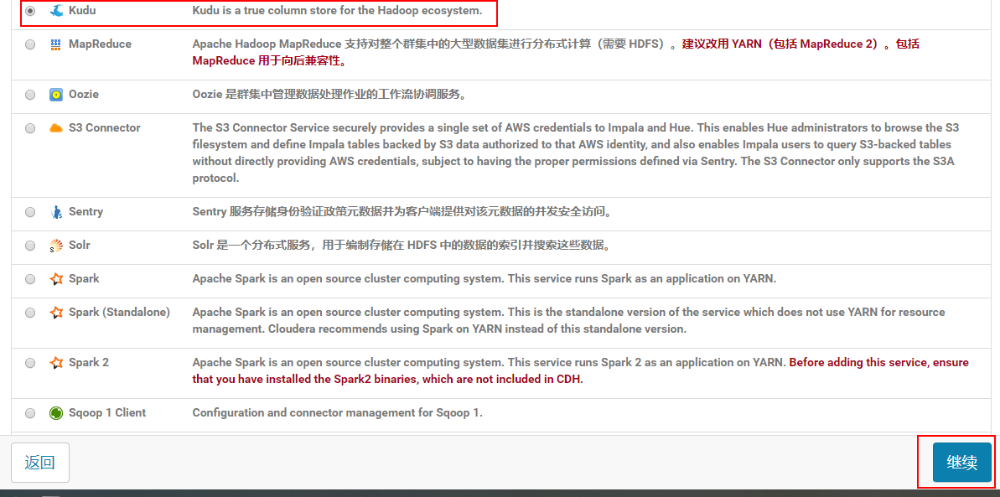 Kudu Kudu is a true column store for the Hadoop ecosystem.
MapReduce Apache Hadoop MapReduce 支持对整个群集中的大型数据集进行分布式计算（需要 HDFS）。建议改用 YARN（包括 MapReduce 2）。包括
MapReduce 用于向后兼容性。
Oozie Oozie 是群集中管理数据处理作业的工作流协调服务。
S3 Connector The S3 Connector Service securely provides a single set of AWS credentials to Impala and Hue. This enables Hue administrators to browse the S3
filesystem and define Impala tables backed by S3 data authorized to that AWS identity, and also enables Impala users to query S3-backed tables
without directly providing AWS credentials, subject to having the proper permissions defined via Sentry. The S3 Connector only supports the S3A
protocol.
Sentry Sentry 服务存储身份验证政策元数据并为客户端提供对该元数据的并发安全访问。
Solr Solr 是一个分布式服务，用于编制存储在 HDFS 中的数据的索引并搜索这些数据。
Spark Apache Spark is an open source cluster computing system. This service runs Spark as an application on YARN.
Spark (Standalone) Apache Spark is an open source cluster computing system. This is the standalone version of the service which does not use YARN for resource
management. Cloudera recommends using Spark on YARN instead of this standalone version.
Spark 2 Apache Spark is an open source cluster computing system. This service runs Spark 2 as an application on YARN. Before adding this service, ensure
that you have installed the Spark2 binaries, which are not included in CDH.
Sqoop 1 Client Configuration and connector management for Sqoop 1.
返回 继续